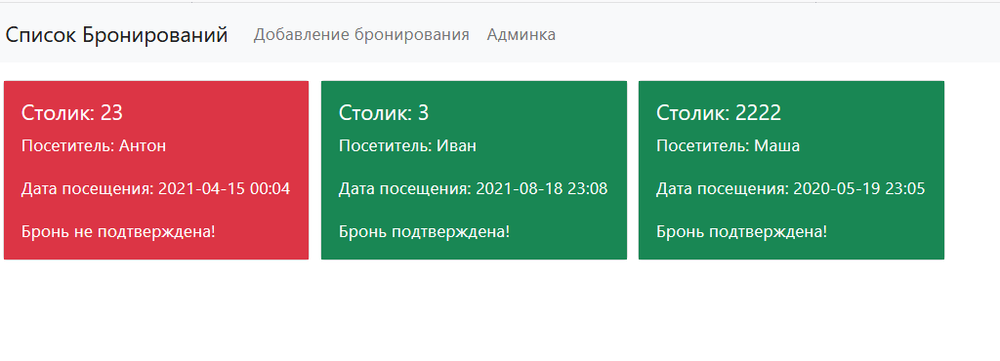 Список Бронирований Добавление бронирования Админка
Столик: 23
Посетитель: Антон
Дата посещения: 2021-04-15 00:04
Бронь не подтверждена!
Столик: 3
Посетитель: Иван
Дата посещения: 2021-08-18 23:08
Бронь подтверждена!
Столик: 2222
Посетитель: Маша
Дата посещения: 2020-05-19 23:05
Бронь подтверждена!